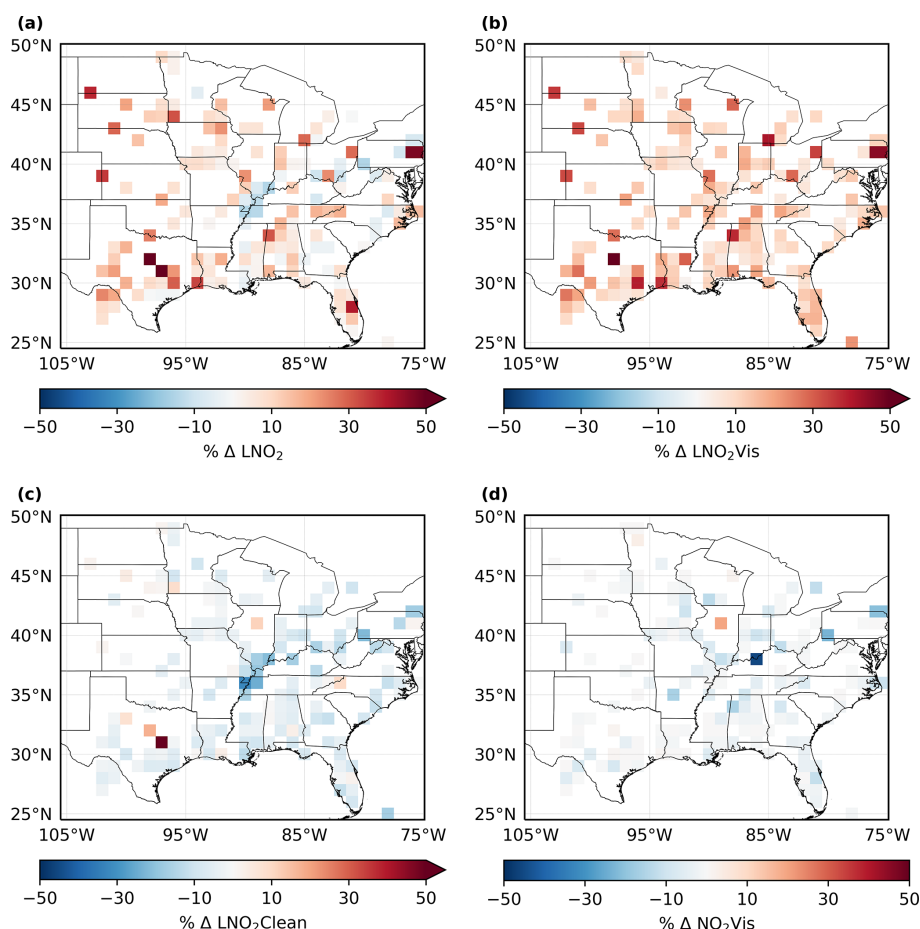 (a) (b)
50°N 50°N
45°N 45°N
40°N 40°N
35°N 35°N
30°N 30°N
25°N 25°N
105°W 95°W 85°W 75°W 105°W 95°W 85°W 75°W
−50 −30 −10 10 30 50 −50 −30 −10 10 30 50
% Δ LNO₂ % Δ LNO₂Vis
(c) (d)
50°N 50°N
45°N 45°N
40°N 40°N
35°N 35°N
30°N 30°N
25°N 25°N
105°W 95°W 85°W 75°W 105°W 95°W 85°W 75°W
−50 −30 −10 10 30 50 −50 −30 −10 10 30 50
% Δ LNO₂Clean % Δ NO₂Vis